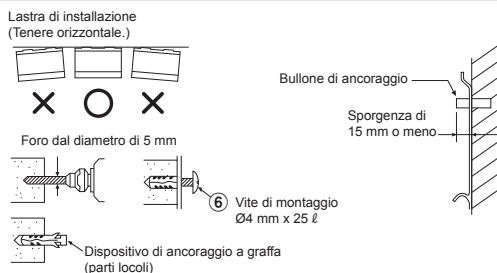 Lastra di installazione
(Tenere orizzontale.)
Bullone di ancoraggio
Sporgenza di
15 mm o meno
Foro dal diametro di 5 mm
6 Vite di montaggio
Ø4 mm x 25 ℓ
Dispositivo di ancoraggio a graffa
(parti locoli)